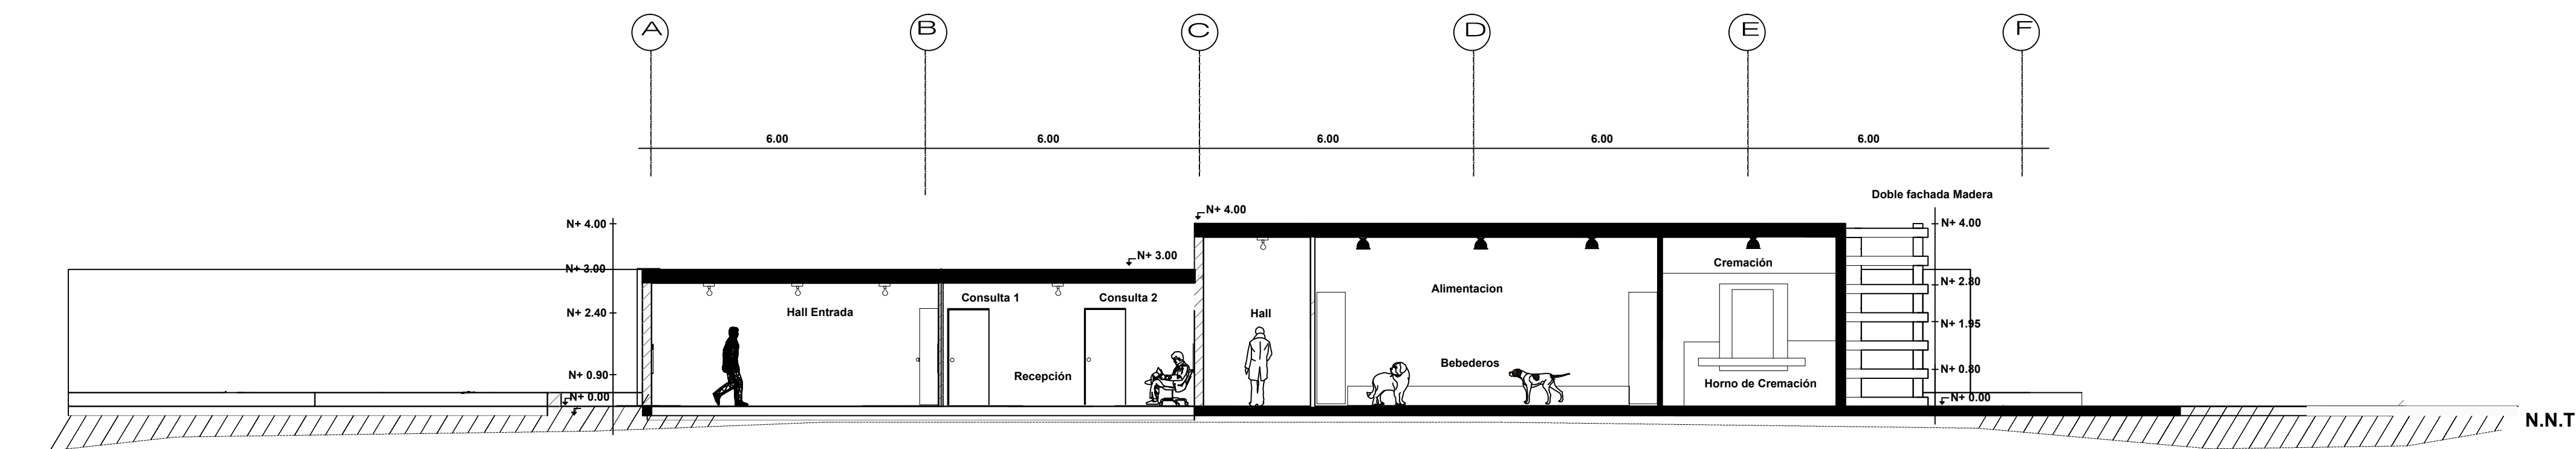 A B C D E F
6.00 6.00 6.00 6.00 6.00
Doble fachada Madera
N+ 4.00
N+ 4.00
N+ 4.00
N+ 3.00
N+ 3.00
Cremación
N+ 2.80
Alimentacion
Consulta 1
Consulta 2
Hall Entrada
N+ 2.40
Hall
N+ 1.95
Bebederos
N+ 0.80
N+ 0.90
Recepción
Horno de Cremación
N+ 0.00
N+ 0.00
N.N.T